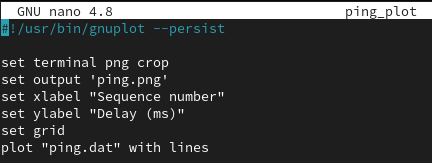 GNU nano 4.8 ping_plot
#!/usr/bin/gnuplot --persist
set terminal png crop
set output 'ping.png'
set xlabel "Sequence number"
set ylabel "Delay (ms)"
set grid
plot "ping.dat" with lines